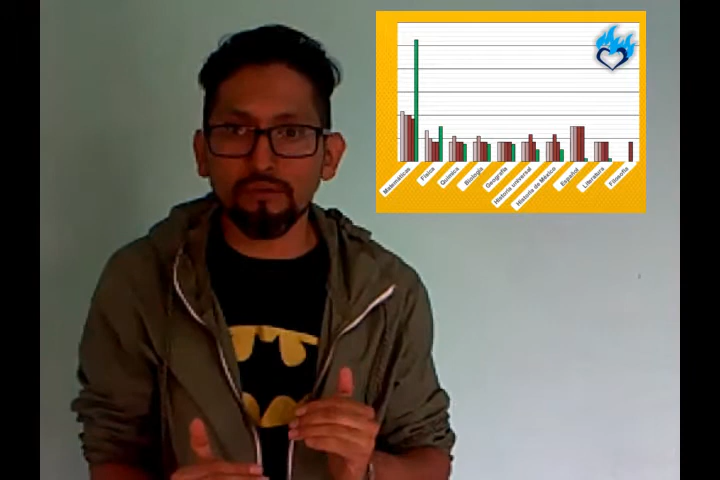 Matemáticas
Física
Química
Biología
Geografía
Historia universal
Historia de México
Español
Literatura
Filosofía